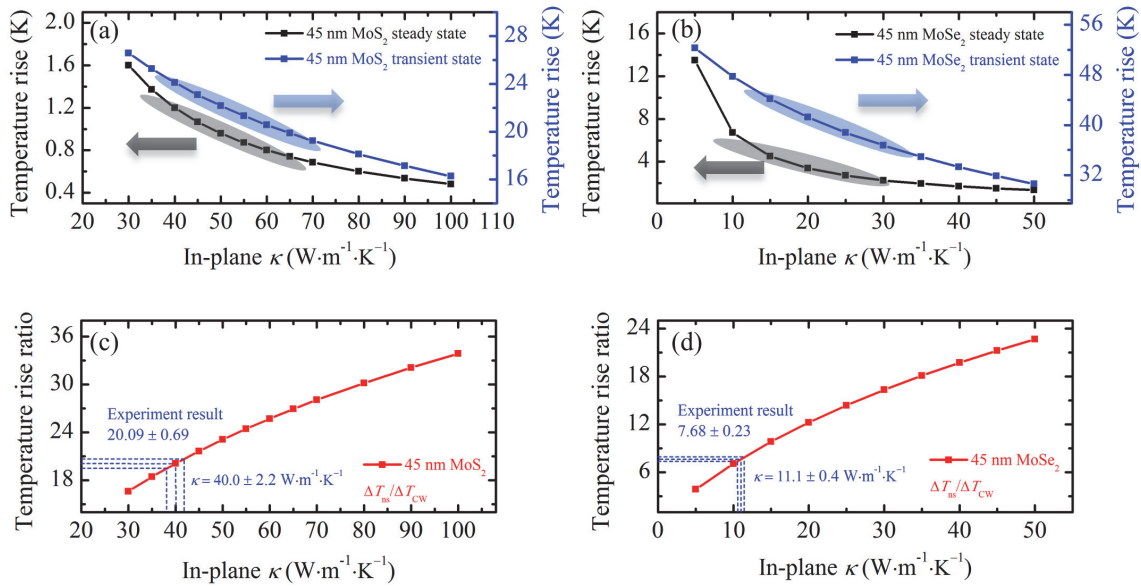 (a)
45 nm MoS₂ steady state
45 nm MoS₂ transient state
Temperature rise (K)
2.0
1.6
1.2
0.8
0.4
28
24
20
16
Temperature rise (K)
20 30 40 50 60 70 80 90 100
In-plane κ (W·m⁻¹·K⁻¹)
(b)
45 nm MoSe₂ steady state
45 nm MoSe₂ transient state
Temperature rise (K)
16
12
8
4
56
48
40
32
Temperature rise (K)
0 10 20 30 40 50
In-plane κ (W·m⁻¹·K⁻¹)
(c)
Temperature rise ratio
36
30
24
18
Experiment result
20.09 ± 0.69
κ = 40.0 ± 2.2 W·m⁻¹·K⁻¹
45 nm MoS₂
ΔTns/ΔTCW
20 30 40 50 60 70 80 90 100
In-plane κ (W·m⁻¹·K⁻¹)
(d)
Temperature rise ratio
24
18
12
6
Experiment result
7.68 ± 0.23
κ = 11.1 ± 0.4 W·m⁻¹·K⁻¹
45 nm MoSe₂
ΔTns/ΔTCW
0 10 20 30 40 50
In-plane κ (W·m⁻¹·K⁻¹)